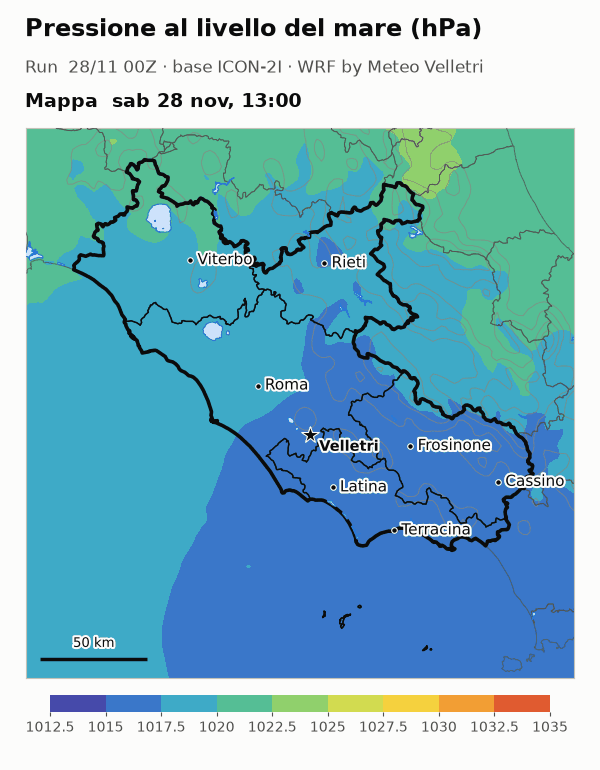 Pressione al livello del mare (hPa)
Run  28/11 00Z · base ICON-2I · WRF by Meteo Velletri
Mappa  sab 28 nov, 13:00
Viterbo
Rieti
Roma
Velletri
Frosinone
Latina
Cassino
Terracina
50 km
1012.5 1015 1017.5 1020 1022.5 1025 1027.5 1030 1032.5 1035